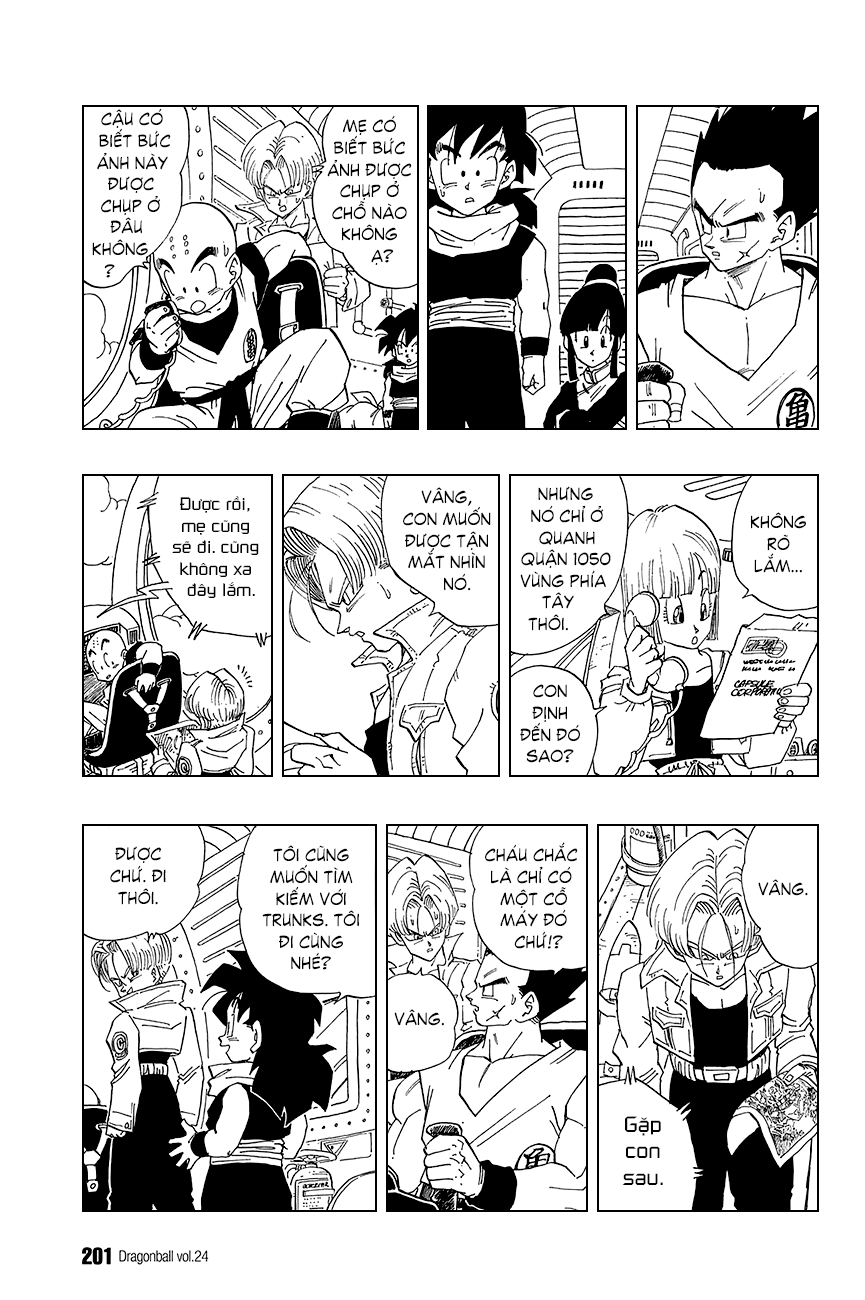 亀
MẸ CÓ
BIẾT BỨC
ẢNH ĐƯỢC
CHỤP Ở
CHỔ NÀO
KHÔNG
Ạ?
CẬU CÓ
BIẾT BỨC
ẢNH NÀY
ĐƯỢC
CHỤP Ở
ĐÂU
KHÔNG
?
KHÔNG
RÕ
LẮM...
CAPSULE
CORPORATION
NHƯNG
NÓ CHỈ Ở
QUANH
QUẬN 1050
VÙNG PHÍA
TÂY
THÔI.
CON
ĐỊNH
ĐẾN ĐÓ
SAO?
VÂNG,
CON MUỐN
ĐƯỢC TẬN
MẮT NHÌN
NÓ.
Được rồi,
mẹ cũng
sẽ đi. cũng
không xa
đây lắm.
VÂNG.
Gặp
con
sau.
CHÁU CHẮC
LÀ CHỈ CÓ
MỘT CỖ
MÁY ĐÓ
CHỨ!?
VÂNG.
亀
TÔI CŨNG
MUỐN TÌM
KIẾM VỚI
TRUNKS. TÔI
ĐI CÙNG
NHÉ?
ĐƯỢC
CHỨ. ĐI
THÔI.
201 Dragonball vol.24